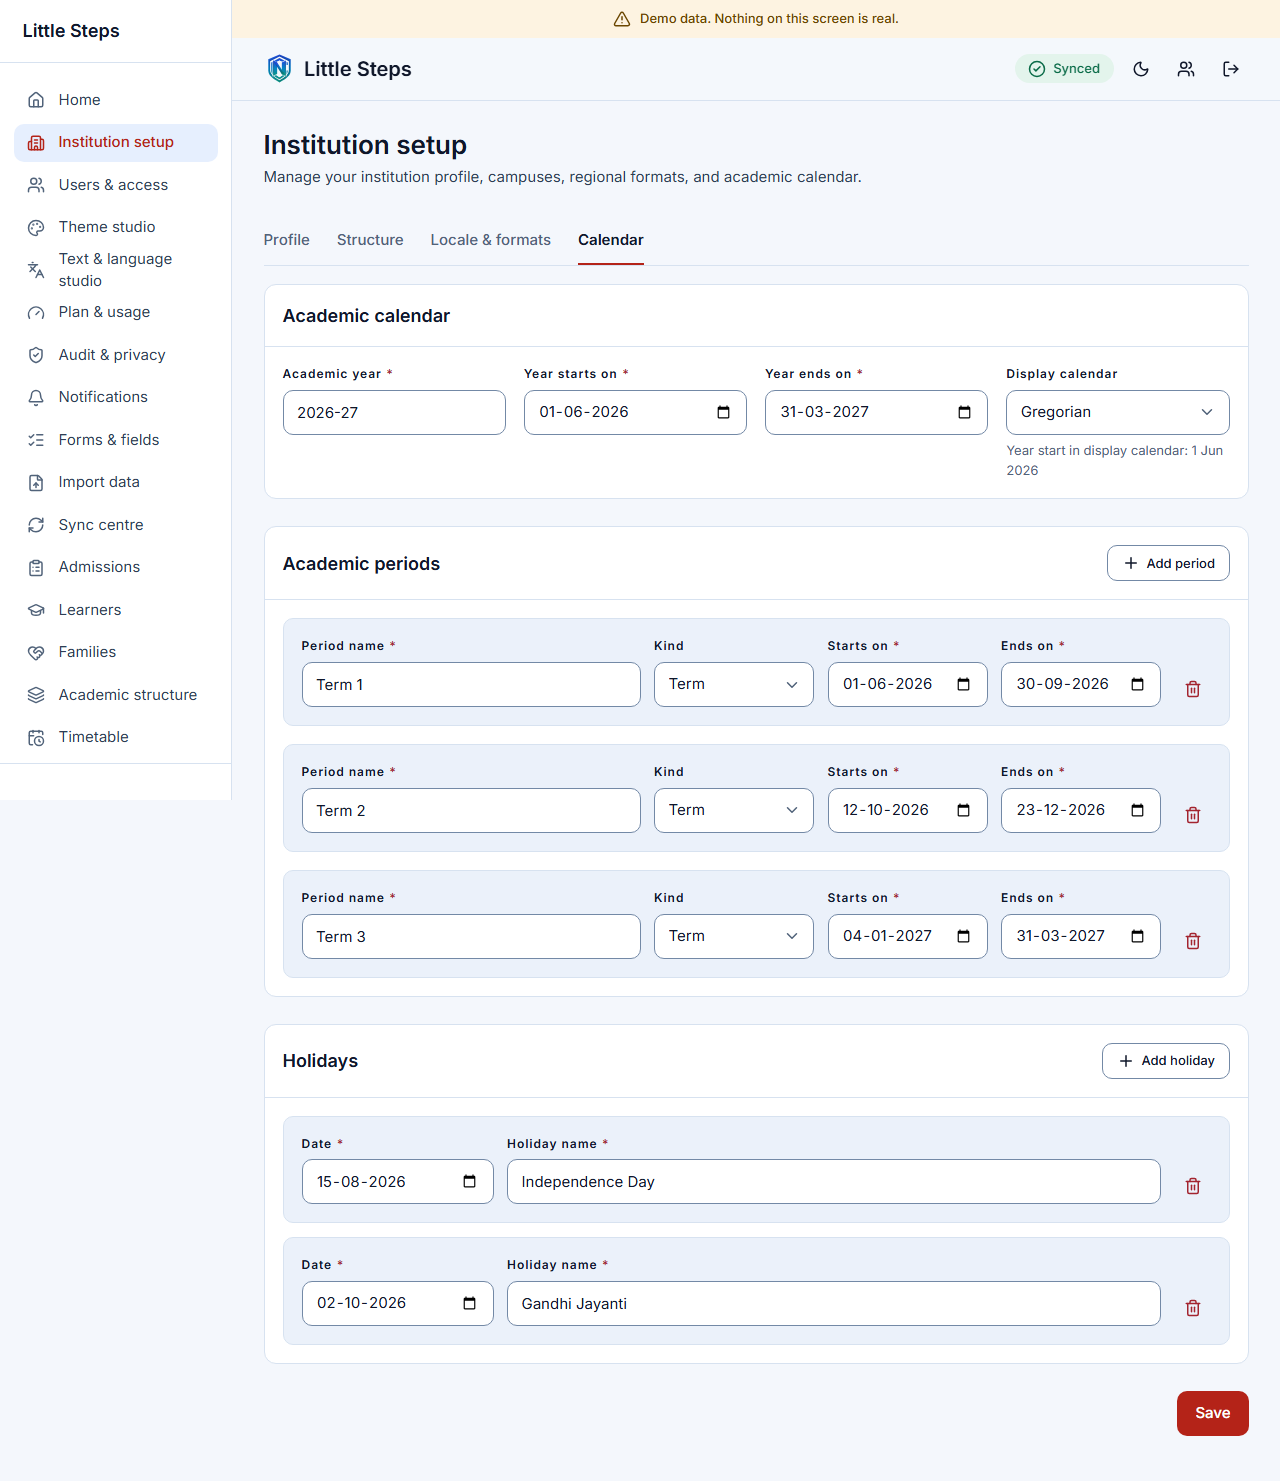 Little Steps
Demo data. Nothing on this screen is real.
Little Steps
Synced
Home
Institution setup
Users & access
Theme studio
Text & language
studio
Plan & usage
Audit & privacy
Notifications
Forms & fields
Import data
Sync centre
Admissions
Learners
Families
Academic structure
Timetable
Institution setup
Manage your institution profile, campuses, regional formats, and academic calendar.
Profile Structure Locale & formats Calendar
Academic calendar
Academic year * Year starts on * Year ends on * Display calendar
2026-27 01-06-2026 31-03-2027 Gregorian
Year start in display calendar: 1 Jun
2026
Academic periods Add period
Period name * Kind Starts on * Ends on *
Term 1 Term 01-06-2026 30-09-2026
Period name * Kind Starts on * Ends on *
Term 2 Term 12-10-2026 23-12-2026
Period name * Kind Starts on * Ends on *
Term 3 Term 04-01-2027 31-03-2027
Holidays Add holiday
Date * Holiday name *
15-08-2026 Independence Day
Date * Holiday name *
02-10-2026 Gandhi Jayanti
Save